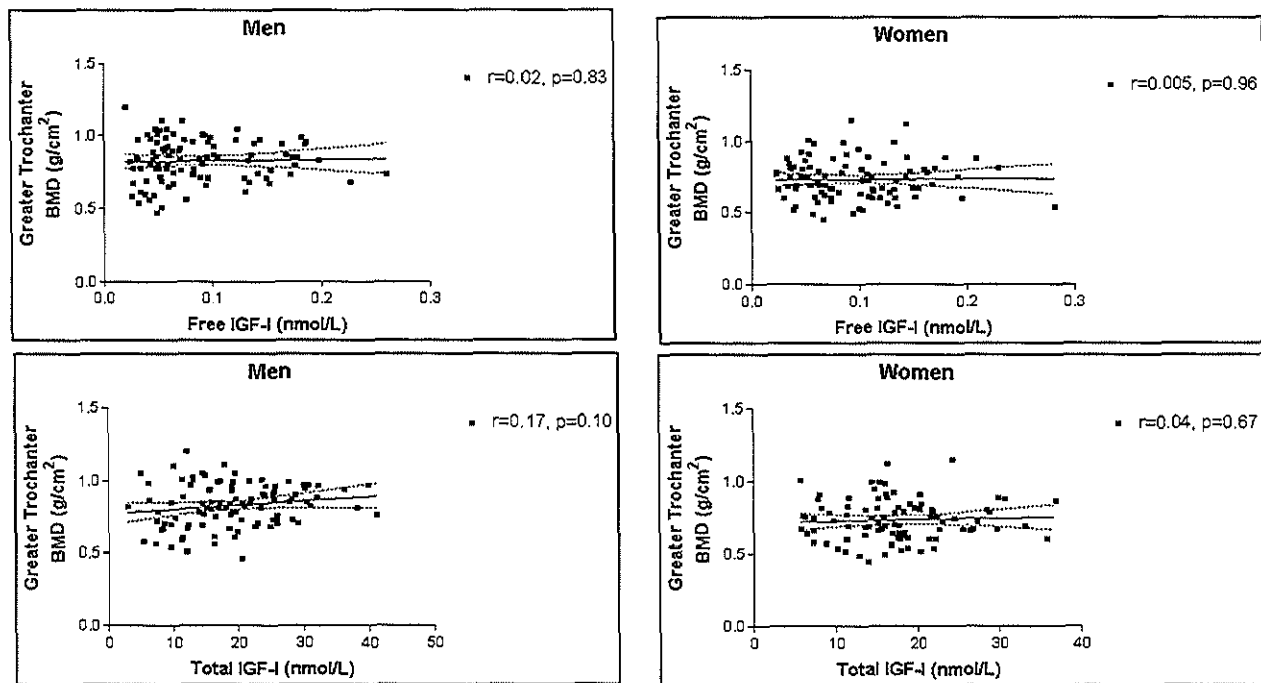 Men
r=0.02, p=0.83
Greater Trochanter
BMD (g/cm²)
1.5
1.0
0.5
0.0
0.0 0.1 0.2 0.3
Free IGF-I (nmol/L)
Women
r=0.005, p=0.96
Greater Trochanter
BMD (g/cm²)
1.5
1.0
0.5
0.0
0.0 0.1 0.2 0.3
Free IGF-I (nmol/L)
Men
r=0.17, p=0.10
Greater Trochanter
BMD (g/cm²)
1.5
1.0
0.5
0.0
0 10 20 30 40 50
Total IGF-I (nmol/L)
Women
r=0.04, p=0.67
Greater Trochanter
BMD (g/cm²)
1.5
1.0
0.5
0.0
0 10 20 30 40
Total IGF-I (nmol/L)